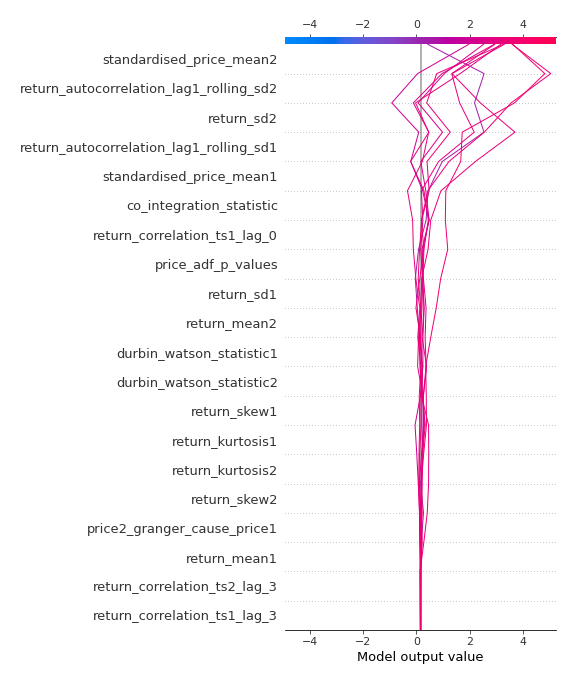 −4 −2 0 2 4
standardised_price_mean2
return_autocorrelation_lag1_rolling_sd2
return_sd2
return_autocorrelation_lag1_rolling_sd1
standardised_price_mean1
co_integration_statistic
return_correlation_ts1_lag_0
price_adf_p_values
return_sd1
return_mean2
durbin_watson_statistic1
durbin_watson_statistic2
return_skew1
return_kurtosis1
return_kurtosis2
return_skew2
price2_granger_cause_price1
return_mean1
return_correlation_ts2_lag_3
return_correlation_ts1_lag_3
−4 −2 0 2 4
Model output value